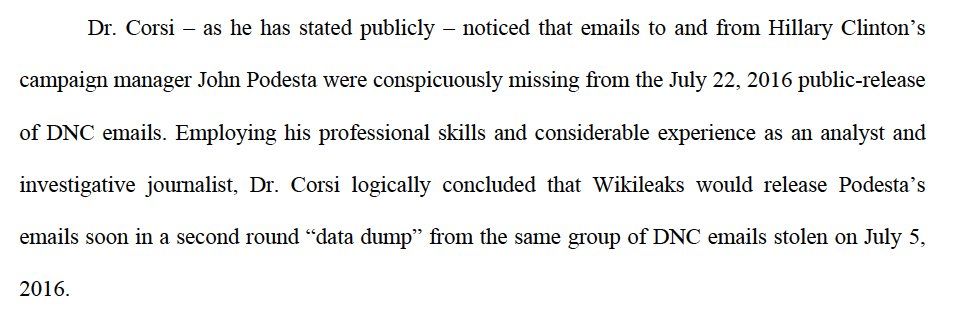 Dr. Corsi – as he has stated publicly – noticed that emails to and from Hillary Clinton's
campaign manager John Podesta were conspicuously missing from the July 22, 2016 public-release
of DNC emails. Employing his professional skills and considerable experience as an analyst and
investigative journalist, Dr. Corsi logically concluded that Wikileaks would release Podesta's
emails soon in a second round “data dump” from the same group of DNC emails stolen on July 5,
2016.